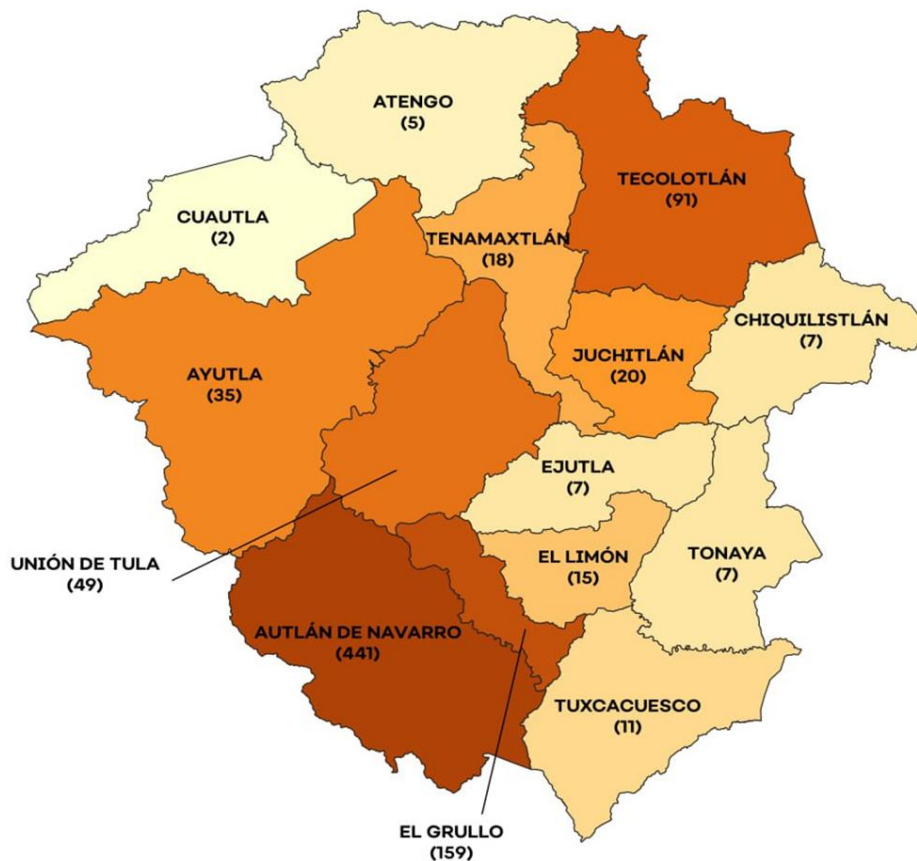 ATENGO
(5)
TECOLOTLÁN
(91)
CUAUTLA
(2)
TENAMAXTLÁN
(18)
CHIQUILISTLÁN
(7)
JUCHITLÁN
(20)
AYUTLA
(35)
EJUTLA
(7)
UNIÓN DE TULA
(49)
EL LIMÓN
(15)
TONAYA
(7)
AUTLÁN DE NAVARRO
(441)
TUXCACUESCO
(11)
EL GRULLO
(159)